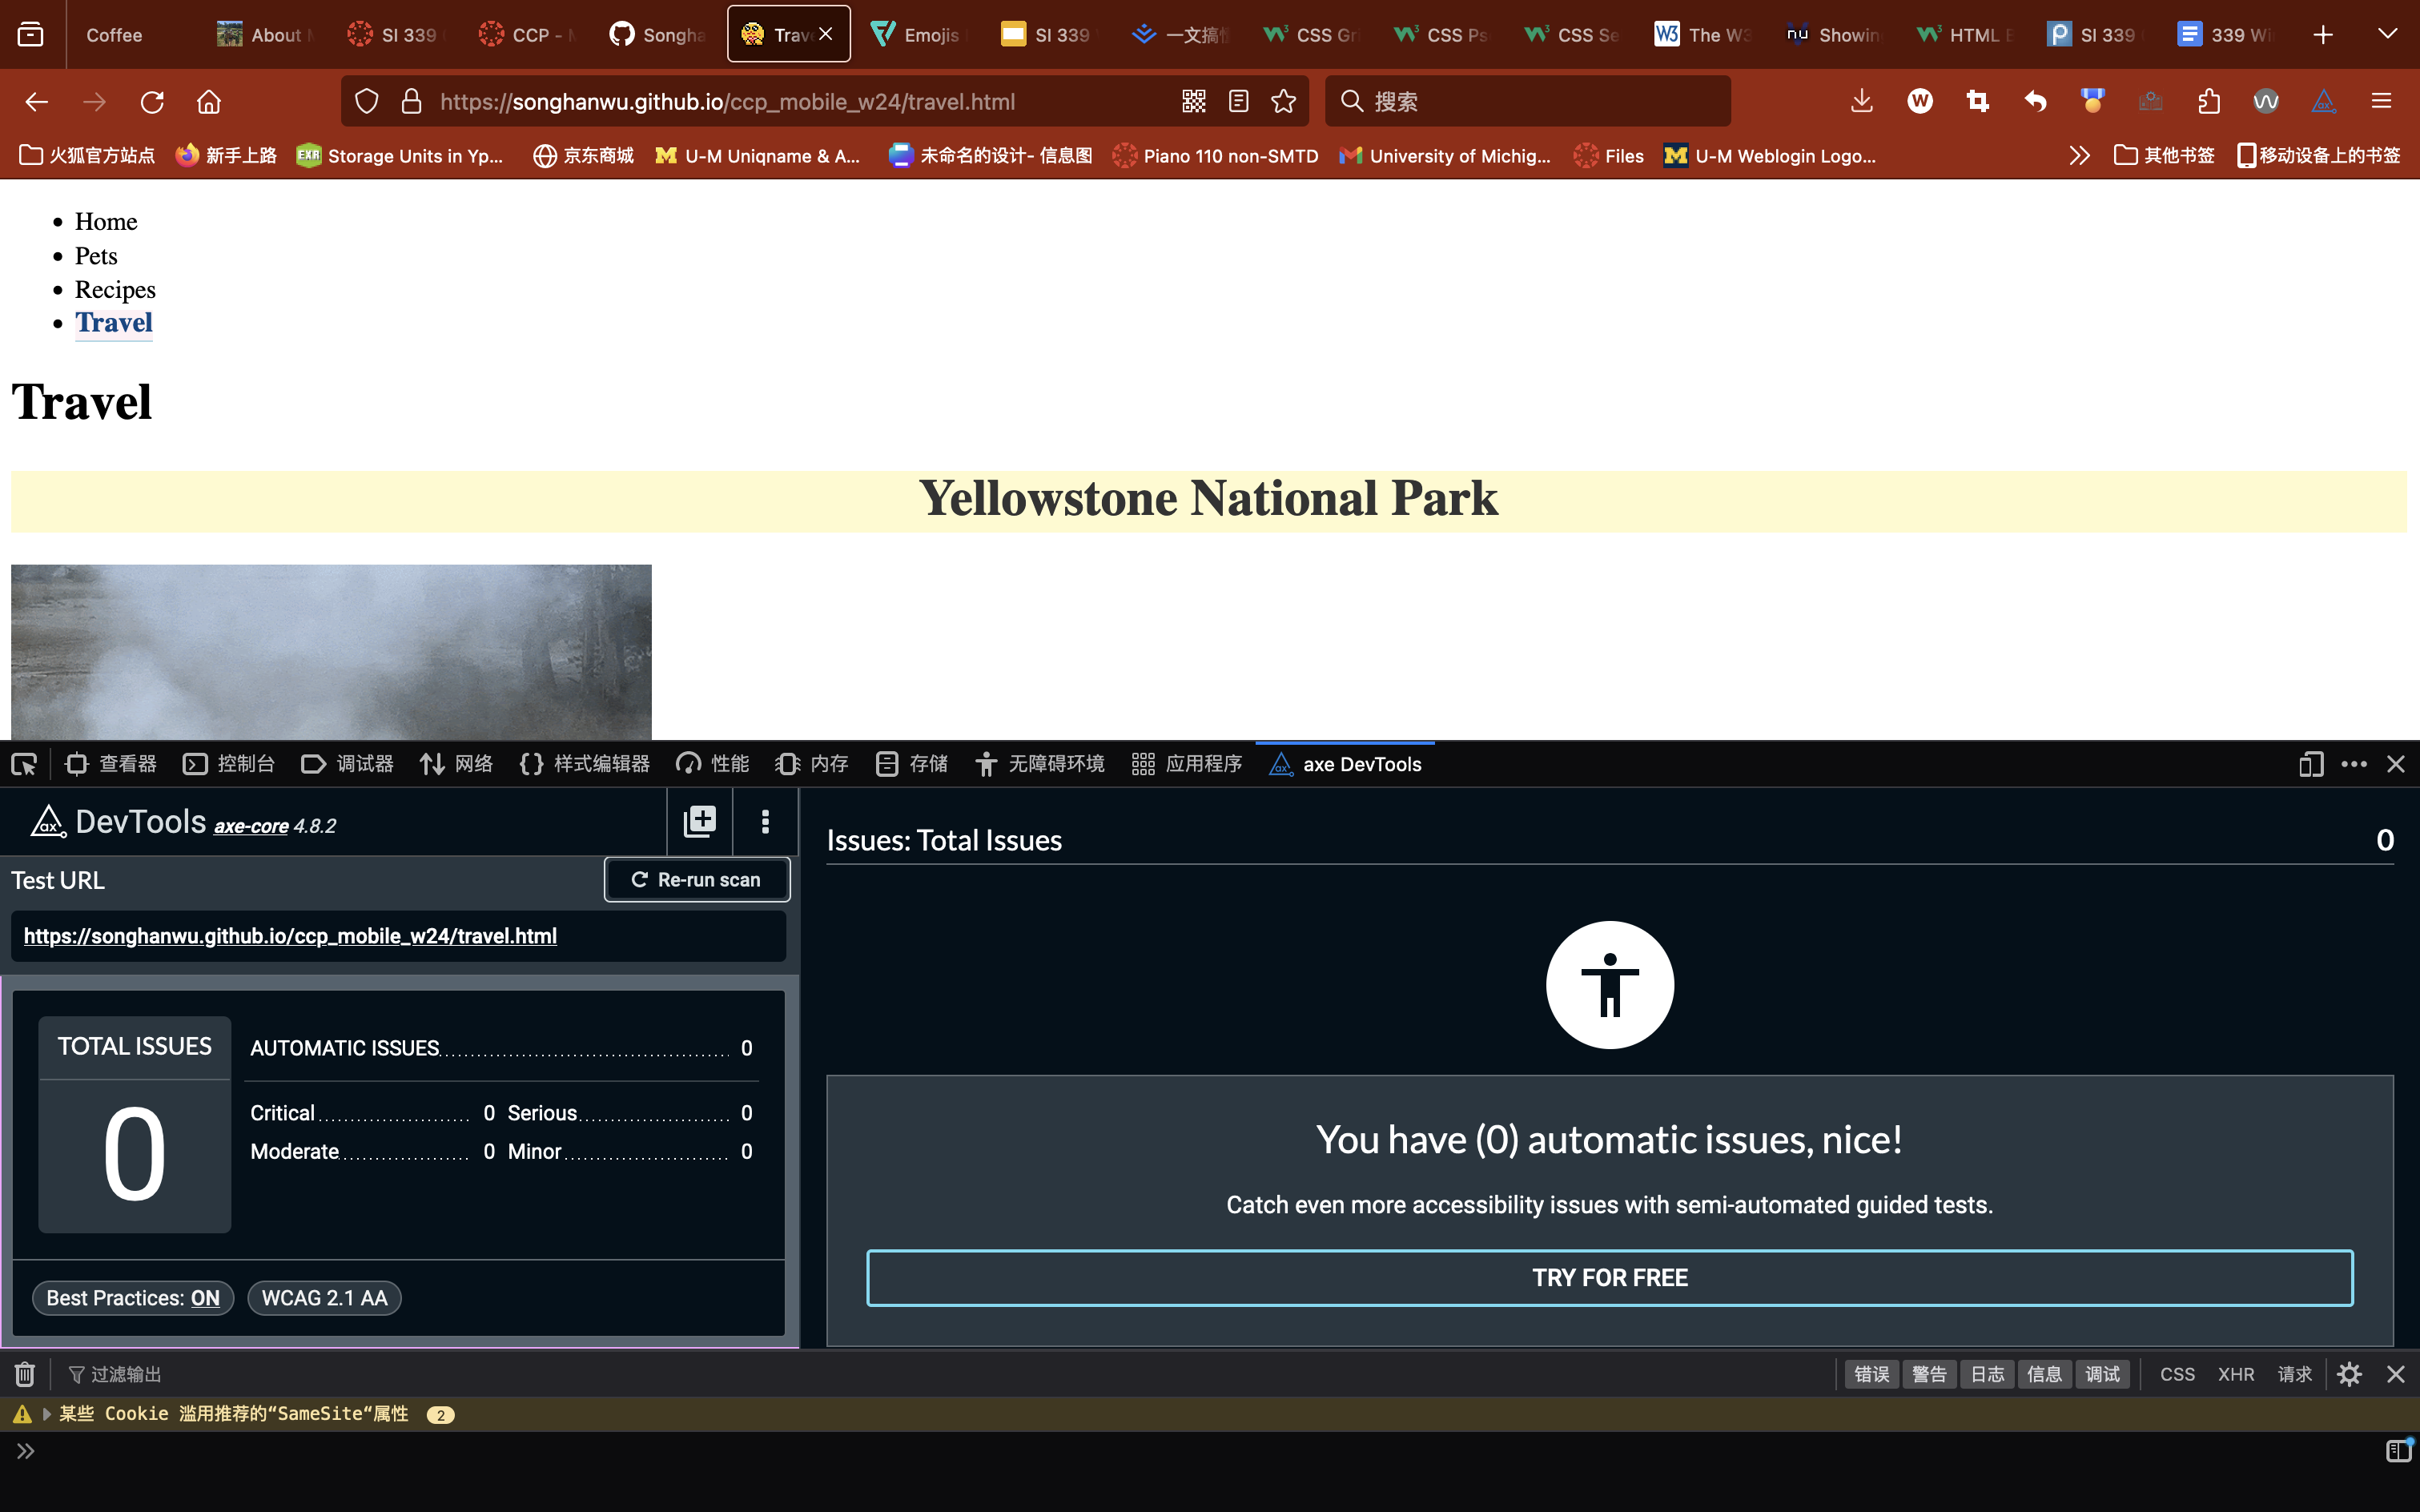 Coffee
About
SI 339
CCP -
Songha
Trav
Emojis
SI 339
一文搞
CSS Gr
CSS Ps
CSS Se
The W3
Showin
HTML
SI 339
339 Wi
https://songhanwu.github.io/ccp_mobile_w24/travel.html
搜索
火狐官方站点
新手上路
Storage Units in Yp...
京东商城
U-M Uniqname & A...
未命名的设计- 信息图
Piano 110 non-SMTD
University of Michig...
Files
U-M Weblogin Logo...
其他书签
移动设备上的书签
Home
Pets
Recipes
Travel
Travel
Yellowstone National Park
查看器
控制台
调试器
网络
样式编辑器
性能
内存
存储
无障碍环境
应用程序
axe DevTools
DevTools axe-core 4.8.2
Test URL
Re-run scan
https://songhanwu.github.io/ccp_mobile_w24/travel.html
TOTAL ISSUES
0
AUTOMATIC ISSUES 0
Critical 0 Serious 0
Moderate 0 Minor 0
Best Practices: ON
WCAG 2.1 AA
Issues: Total Issues 0
You have (0) automatic issues, nice!
Catch even more accessibility issues with semi-automated guided tests.
TRY FOR FREE
过滤输出
错误
警告
日志
信息
调试
CSS
XHR
请求
某些 Cookie 滥用推荐的“SameSite“属性 2